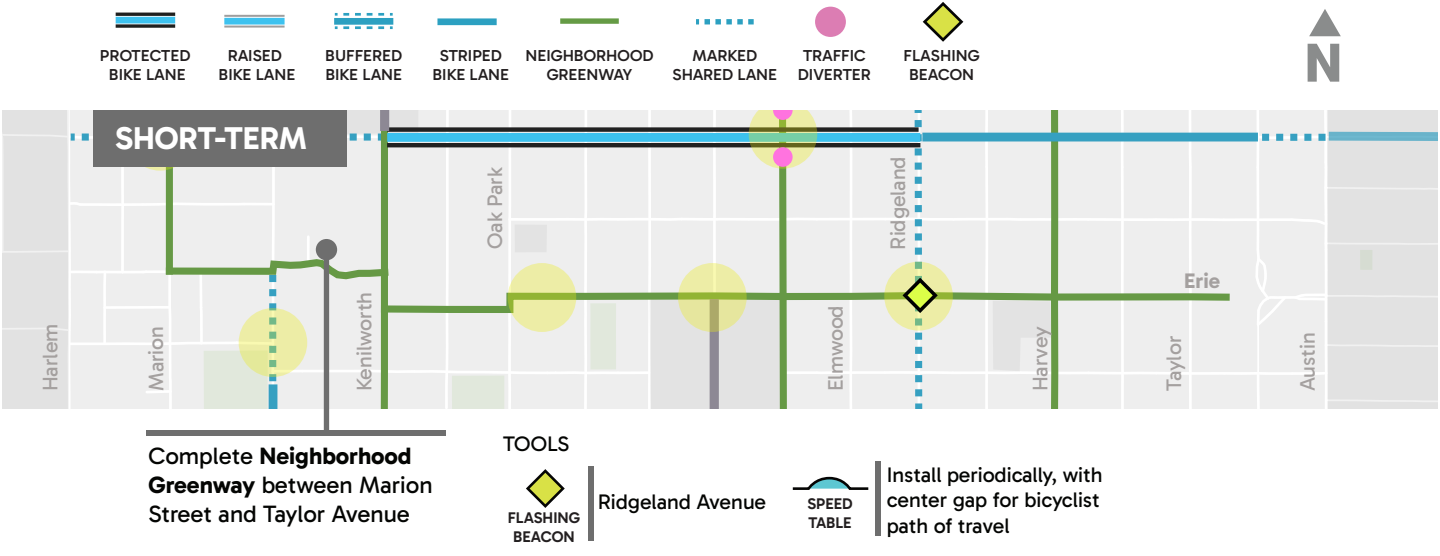 PROTECTED
BIKE LANE
RAISED
BIKE LANE
BUFFERED
BIKE LANE
STRIPED
BIKE LANE
NEIGHBORHOOD
GREENWAY
MARKED
SHARED LANE
TRAFFIC
DIVERTER
FLASHING
BEACON
N
SHORT-TERM
Harlem
Marion
Kenilworth
Oak Park
Elmwood
Ridgeland
Harvey
Taylor
Erie
Austin
Complete Neighborhood
Greenway between Marion
Street and Taylor Avenue
TOOLS
FLASHING
BEACON
Ridgeland Avenue
SPEED
TABLE
Install periodically, with
center gap for bicyclist
path of travel